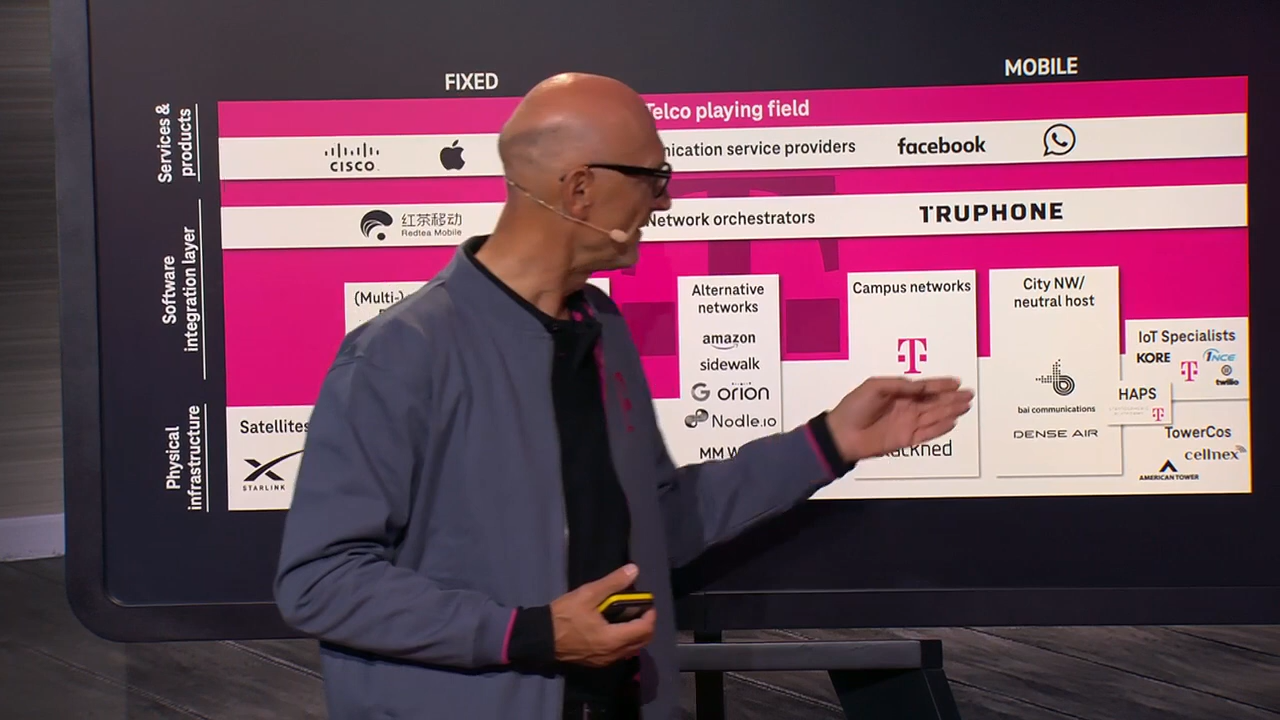 FIXED
MOBILE
Services &
products
Telco playing field
CISCO
service providers
facebook
Software
integration layer
红茶移动
Redtea Mobile
Network orchestrators
TRUPHONE
(Multi-)
Alternative
networks
amazon
sidewalk
G orion
Nodle.io
Campus networks
T
City NW/
neutral host
bai communications
DENSE AIR
IoT Specialists
KORE
1NCE
T
twilio
HAPS
T
Physical
infrastructure
Satellites
STARLINK
TowerCos
cellnex
AMERICAN TOWER